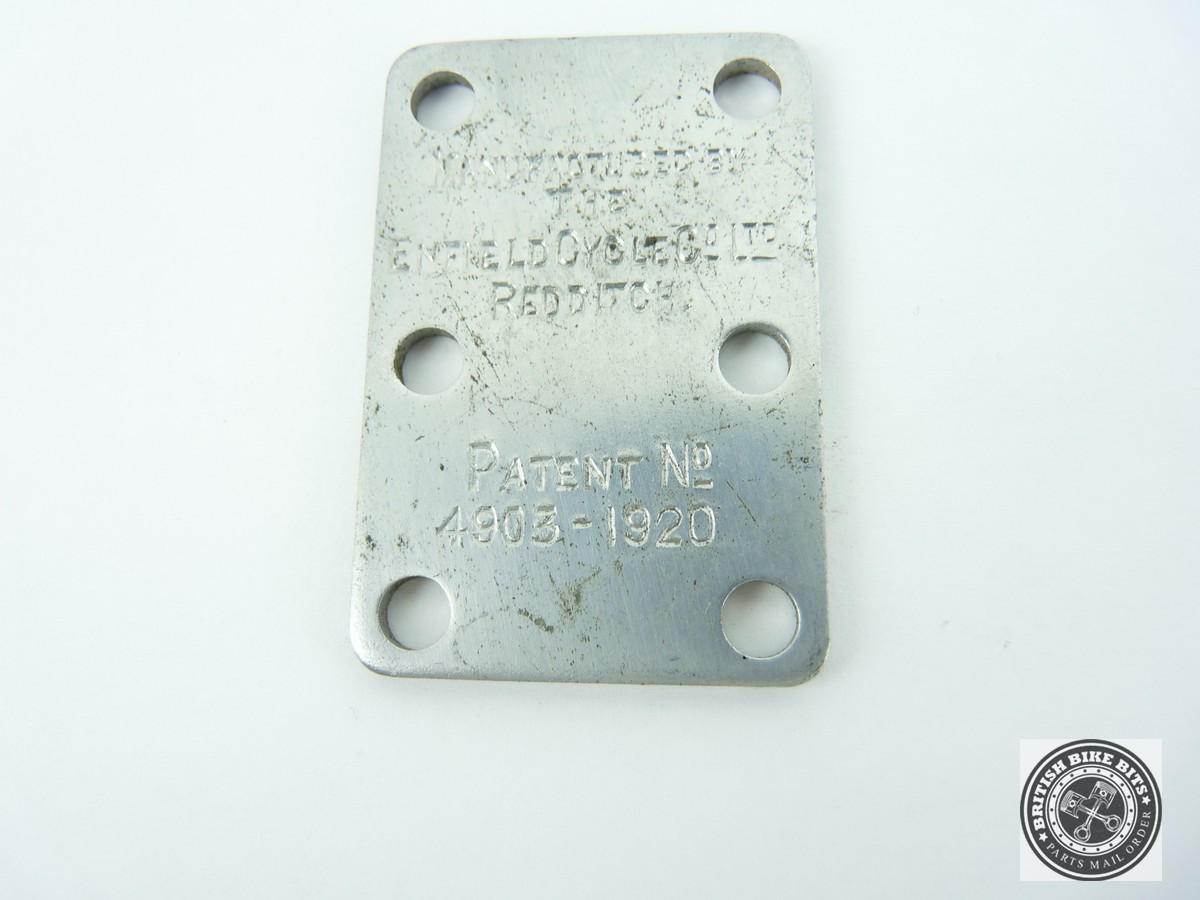 MANUFACTURED BY
THE
ENFIELD CYCLE Co LTD
REDDITCH.
PATENT No
4903-1920
BRITISH BIKE BITS
PARTS MAIL ORDER